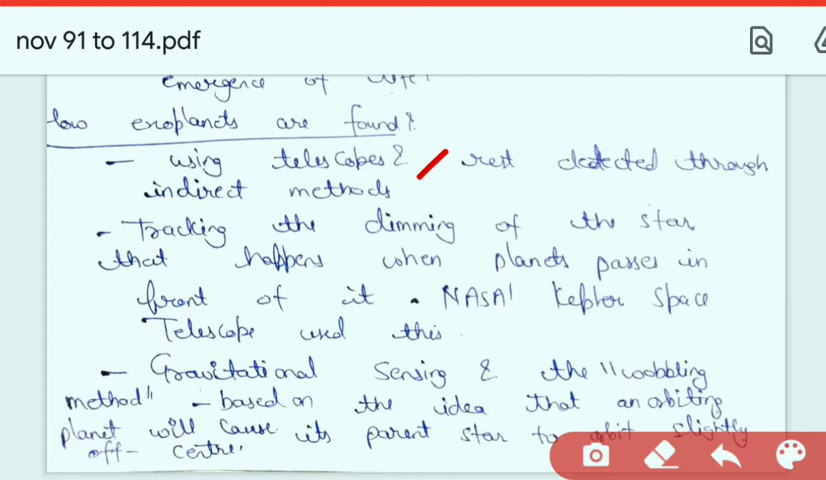 nov 91 to 114.pdf
emergence of life!
low exoplanets are found?
- using telescopes & rest detected through
indirect methods
- Tracking the dimming of the star
that happens when planets passes in
front of it. NASA' Kepler Space
Telescope used this
- Gravitational Sensing & the "wobbling
method" - based on the idea that an orbiting
planet will cause its parent star to orbit slightly
off-centre.